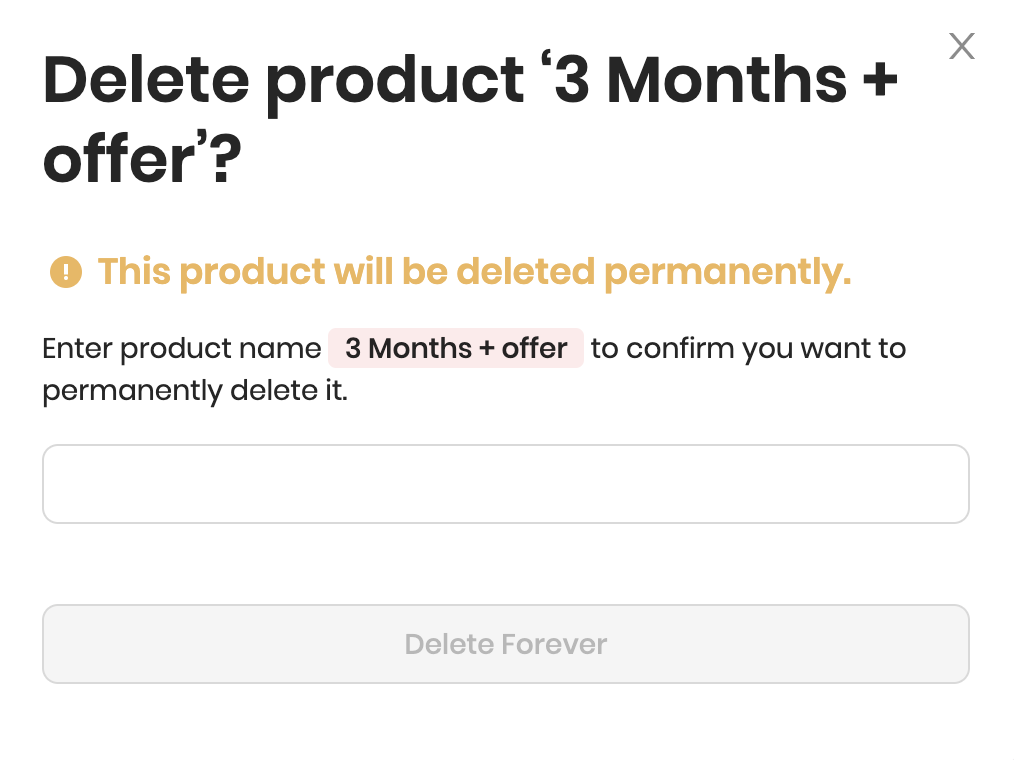 Delete product ‘3 Months +
offer’?
This product will be deleted permanently.
Enter product name 3 Months + offer to confirm you want to
permanently delete it.
Delete Forever